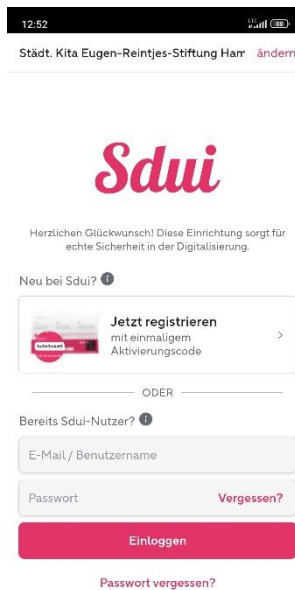 12:52
Städt. Kita Eugen-Reintjes-Stiftung Ham ändern
Sdui
Herzlichen Glückwunsch! Diese Einrichtung sorgt für
echte Sicherheit in der Digitalisierung.
Neu bei Sdui?
Jetzt registrieren
mit einmaligem
Aktivierungscode
ODER
Bereits Sdui-Nutzer?
E-Mail / Benutzername
Passwort Vergessen?
Einloggen
Passwort vergessen?